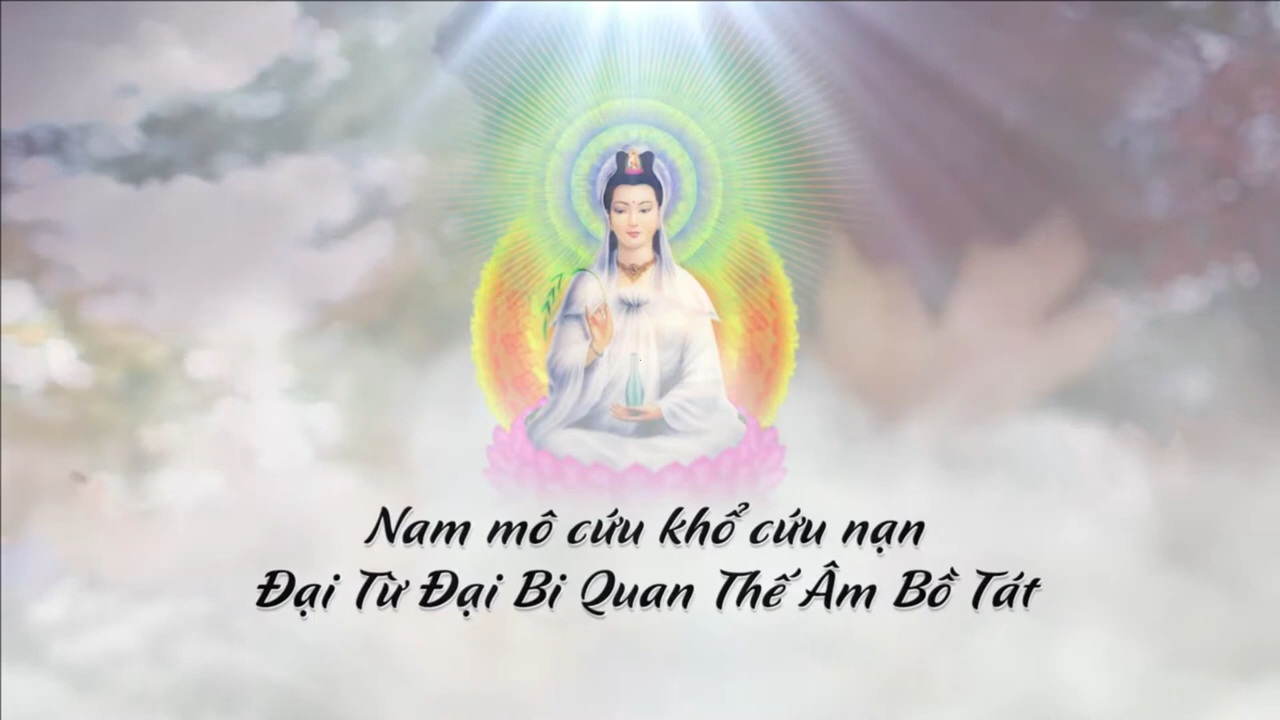 Nam mô cứu khổ cứu nạn
Đại Từ Đại Bi Quan Thế Âm Bồ Tát